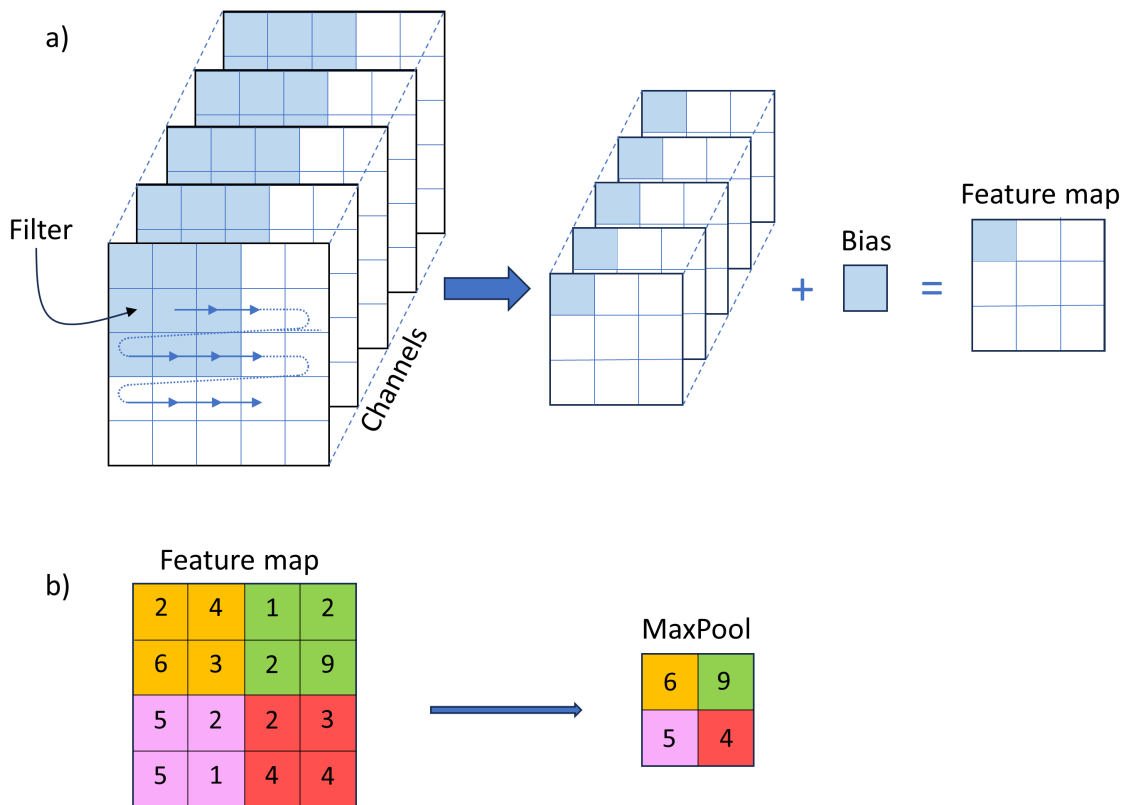 a)
Filter
Channels
Bias
+
=
Feature map
b)
Feature map
2 4 1 2
6 3 2 9
5 2 2 3
5 1 4 4
MaxPool
6 9
5 4